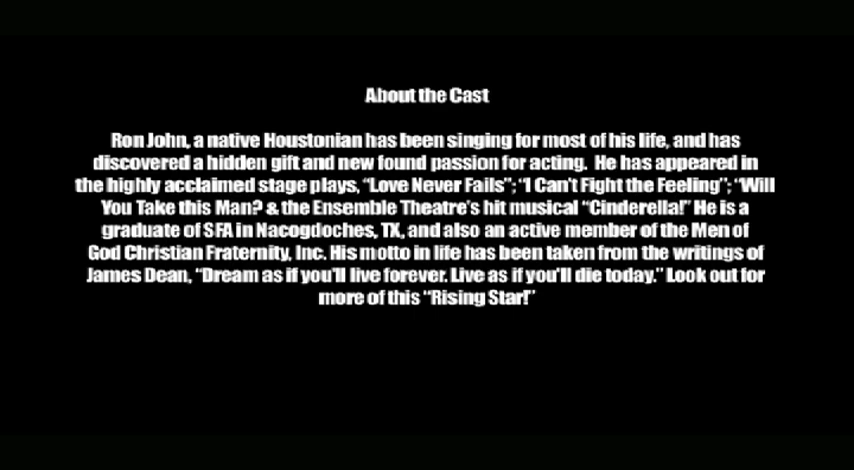 About the Cast
Ron John, a native Houstonian has been singing for most of his life, and has
discovered a hidden gift and new found passion for acting.  He has appeared in
the highly acclaimed stage plays, “Love Never Fails”; “I Can't Fight the Feeling”; “Will
You Take this Man? & the Ensemble Theatre's hit musical “Cinderella!” He is a
graduate of SFA in Nacogdoches, TX, and also an active member of the Men of
God Christian Fraternity, Inc. His motto in life has been taken from the writings of
James Dean, “Dream as if you'll live forever. Live as if you'll die today.” Look out for
more of this “Rising Star!”